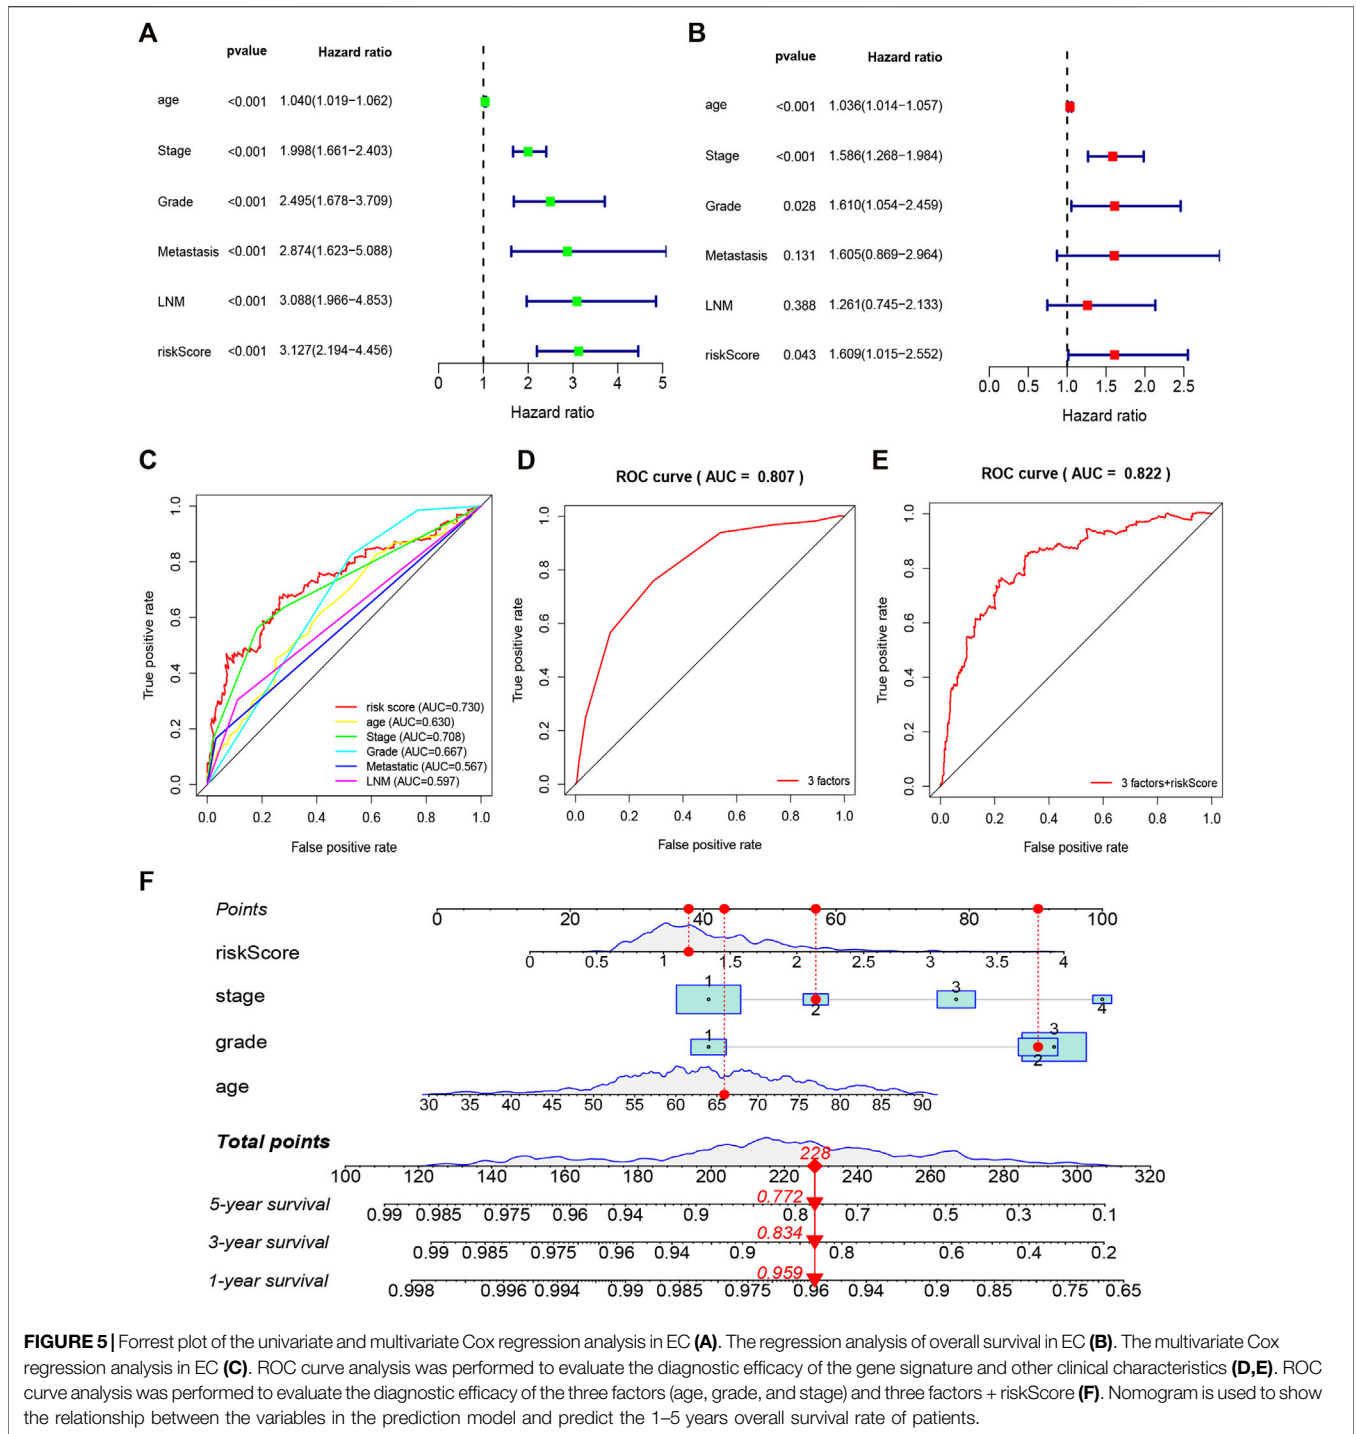 A
pvalue Hazard ratio
age <0.001 1.040(1.019−1.062)
Stage <0.001 1.998(1.661−2.403)
Grade <0.001 2.495(1.678−3.709)
Metastasis <0.001 2.874(1.623−5.088)
LNM <0.001 3.088(1.966−4.853)
riskScore <0.001 3.127(2.194−4.456)
0 1 2 3 4 5
Hazard ratio
B
pvalue Hazard ratio
age <0.001 1.036(1.014−1.057)
Stage <0.001 1.586(1.268−1.984)
Grade 0.028 1.610(1.054−2.459)
Metastasis 0.131 1.605(0.869−2.964)
LNM 0.388 1.261(0.745−2.133)
riskScore 0.043 1.609(1.015−2.552)
0.0 0.5 1.0 1.5 2.0 2.5
Hazard ratio
C
True positive rate
0.0 0.2 0.4 0.6 0.8 1.0
risk score (AUC=0.730)
age (AUC=0.630)
Stage (AUC=0.708)
Grade (AUC=0.667)
Metastatic (AUC=0.567)
LNM (AUC=0.597)
0.0 0.2 0.4 0.6 0.8 1.0
False positive rate
D
ROC curve ( AUC = 0.807 )
True positive rate
0.0 0.2 0.4 0.6 0.8 1.0
3 factors
0.0 0.2 0.4 0.6 0.8 1.0
False positive rate
E
ROC curve ( AUC = 0.822 )
True positive rate
0.0 0.2 0.4 0.6 0.8 1.0
3 factors+riskScore
0.0 0.2 0.4 0.6 0.8 1.0
False positive rate
F
Points
0 20 40 60 80 100
riskScore
0 0.5 1 1.5 2 2.5 3 3.5 4
stage
1 2 3 4
grade
1 2 3
age
30 35 40 45 50 55 60 65 70 75 80 85 90
Total points
228
100 120 140 160 180 200 220 240 260 280 300 320
5-year survival
0.772
0.99 0.985 0.975 0.96 0.94 0.9 0.8 0.7 0.5 0.3 0.1
3-year survival
0.834
0.99 0.985 0.975 0.96 0.94 0.9 0.8 0.6 0.4 0.2
1-year survival
0.959
0.998 0.996 0.994 0.99 0.985 0.975 0.96 0.94 0.9 0.85 0.75 0.65
FIGURE 5 | Forrest plot of the univariate and multivariate Cox regression analysis in EC (A). The regression analysis of overall survival in EC (B). The multivariate Cox
regression analysis in EC (C). ROC curve analysis was performed to evaluate the diagnostic efficacy of the gene signature and other clinical characteristics (D,E). ROC
curve analysis was performed to evaluate the diagnostic efficacy of the three factors (age, grade, and stage) and three factors + riskScore (F). Nomogram is used to show
the relationship between the variables in the prediction model and predict the 1–5 years overall survival rate of patients.